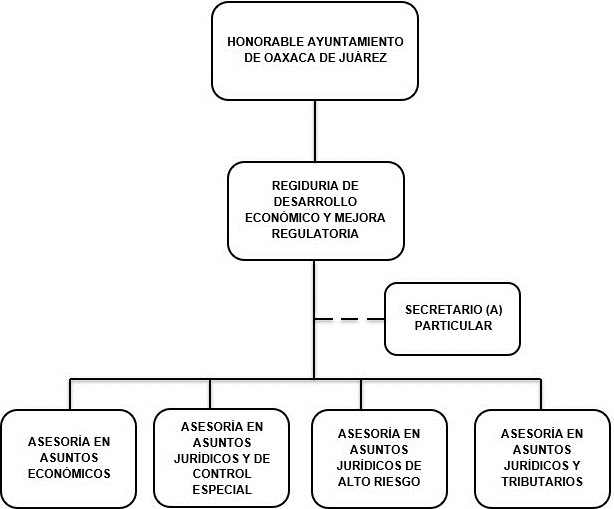 HONORABLE AYUNTAMIENTO
DE OAXACA DE JUÁREZ
REGIDURIA DE
DESARROLLO
ECONÓMICO Y MEJORA
REGULATORIA
SECRETARIO (A)
PARTICULAR
ASESORÍA EN
ASUNTOS
ECONÓMICOS
ASESORÍA EN
ASUNTOS
JURÍDICOS Y DE
CONTROL
ESPECIAL
ASESORÍA EN
ASUNTOS
JURÍDICOS DE
ALTO RIESGO
ASESORÍA EN
ASUNTOS
JURÍDICOS Y
TRIBUTARIOS